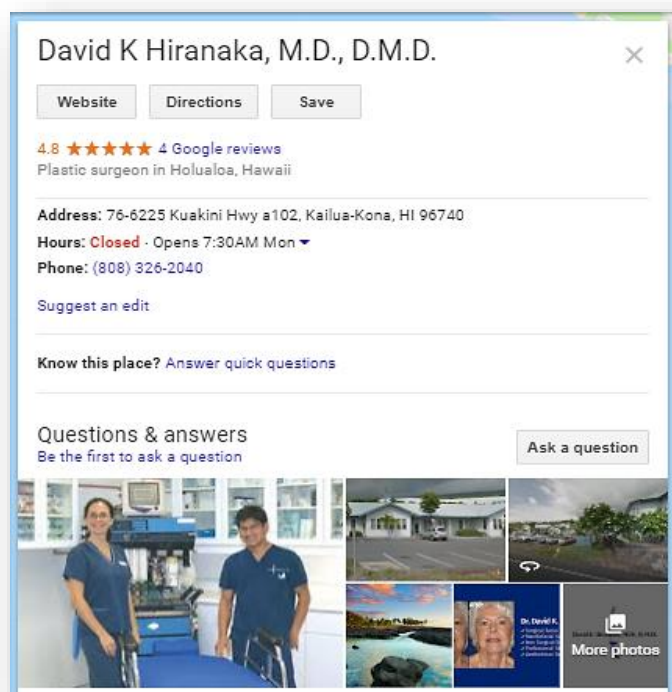 David K Hiranaka, M.D., D.M.D.
Website Directions Save
4.8 ★★★★★ 4 Google reviews
Plastic surgeon in Holualoa, Hawaii
Address: 76-6225 Kuakini Hwy a102, Kailua-Kona, HI 96740
Hours: Closed · Opens 7:30AM Mon
Phone: (808) 326-2040
Suggest an edit
Know this place? Answer quick questions
Questions & answers
Be the first to ask a question
Ask a question
Dr. David K.
More photos